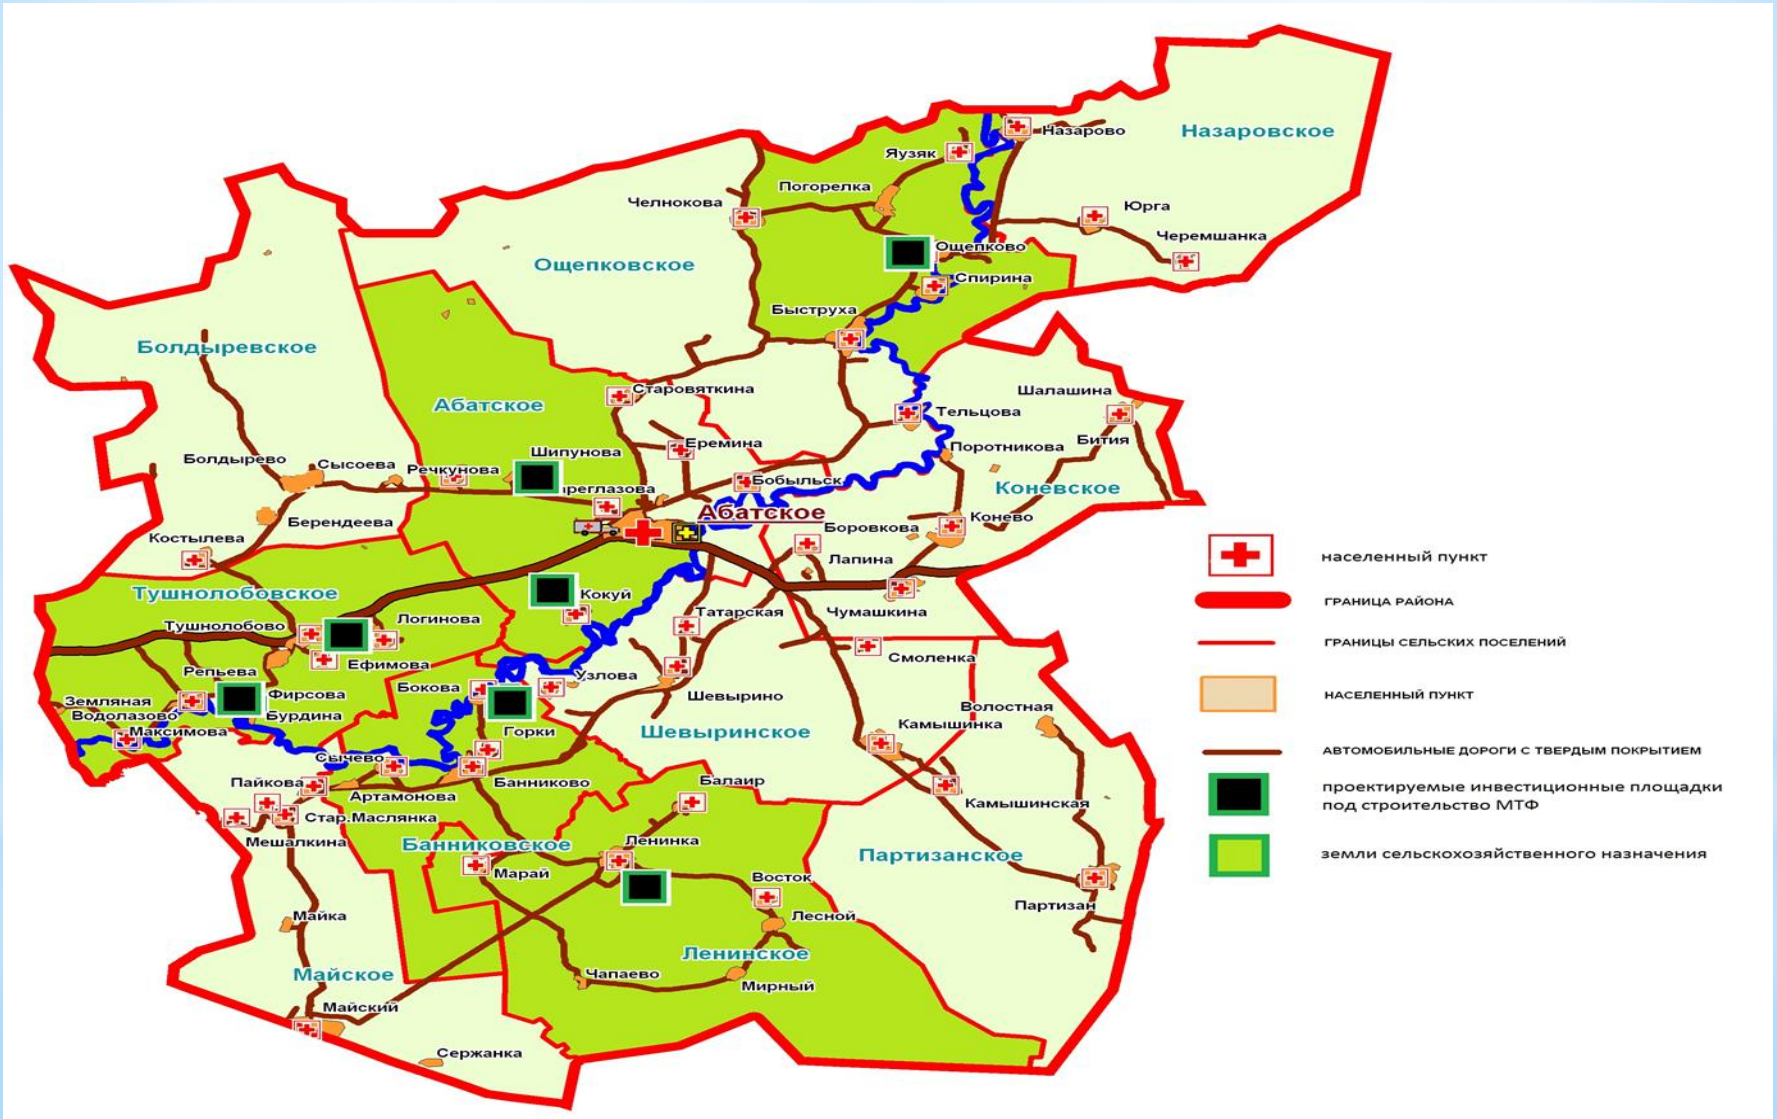 Назаровское
Назарово
Яузяк
Погорелка
Челнокова
Юрга
Черемшанка
Ощепково
Ощепковское
Спирина
Быструха
Болдыревское
Старовяткина
Шалашина
Абатское
Тельцова
Еремина
Поротникова
Бития
Шипунова
Болдырево
Сысоева
Речкунова
Бобыльск
Коневское
Абатское
Конево
Берендеева
Боровкова
Костылева
Лапина
населенный пункт
Тушнолобовское
Кокуй
ГРАНИЦА РАЙОНА
Татарская
Чумашкина
Логинова
Тушнолобово
ГРАНИЦЫ СЕЛЬСКИХ ПОСЕЛЕНИЙ
Ефимова
Смоленка
Репьева
Узлова
Бокова
Фирсова
Шевырино
НАСЕЛЕННЫЙ ПУНКТ
Земляная
Водолазово
Бурдина
Волостная
Максимова
Горки
Шевыринское
Камышинка
АВТОМОБИЛЬНЫЕ ДОРОГИ С ТВЕРДЫМ ПОКРЫТИЕМ
Сычево
Пайкова
Банниково
Балаир
проектируемые инвестиционные площадки
под строительство МТФ
Артамонова
Камышинская
Стар.Маслянка
Мешалкина
Банниковское
Ленинка
Партизанское
земли сельскохозяйственного назначения
Марай
Восток
Партизан
Майка
Лесной
Ленинское
Майское
Чапаево
Мирный
Майский
Сержанка